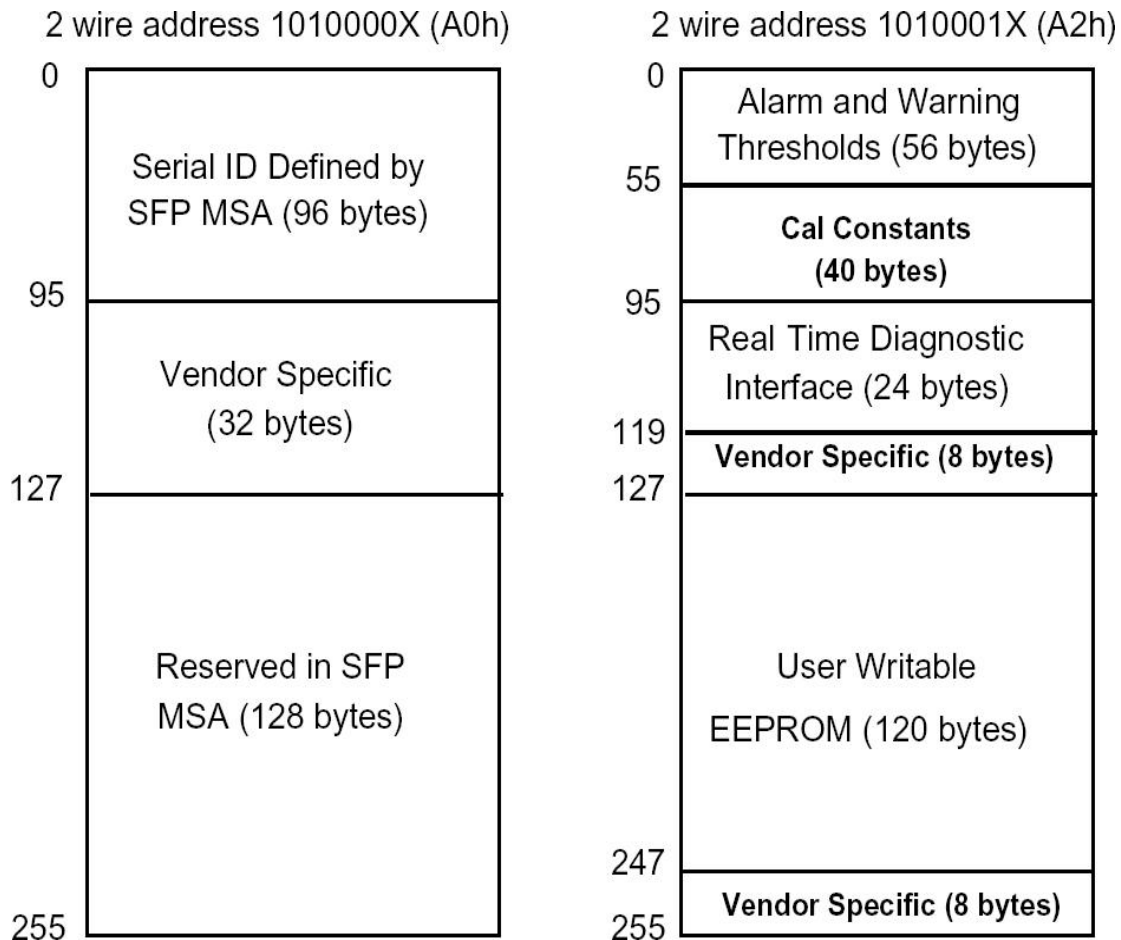 2 wire address 1010000X (A0h)
0
Serial ID Defined by
SFP MSA (96 bytes)
95
Vendor Specific
(32 bytes)
127
Reserved in SFP
MSA (128 bytes)
255
2 wire address 1010001X (A2h)
0
Alarm and Warning
Thresholds (56 bytes)
55
Cal Constants
(40 bytes)
95
Real Time Diagnostic
Interface (24 bytes)
119
Vendor Specific (8 bytes)
127
User Writable
EEPROM (120 bytes)
247
Vendor Specific (8 bytes)
255